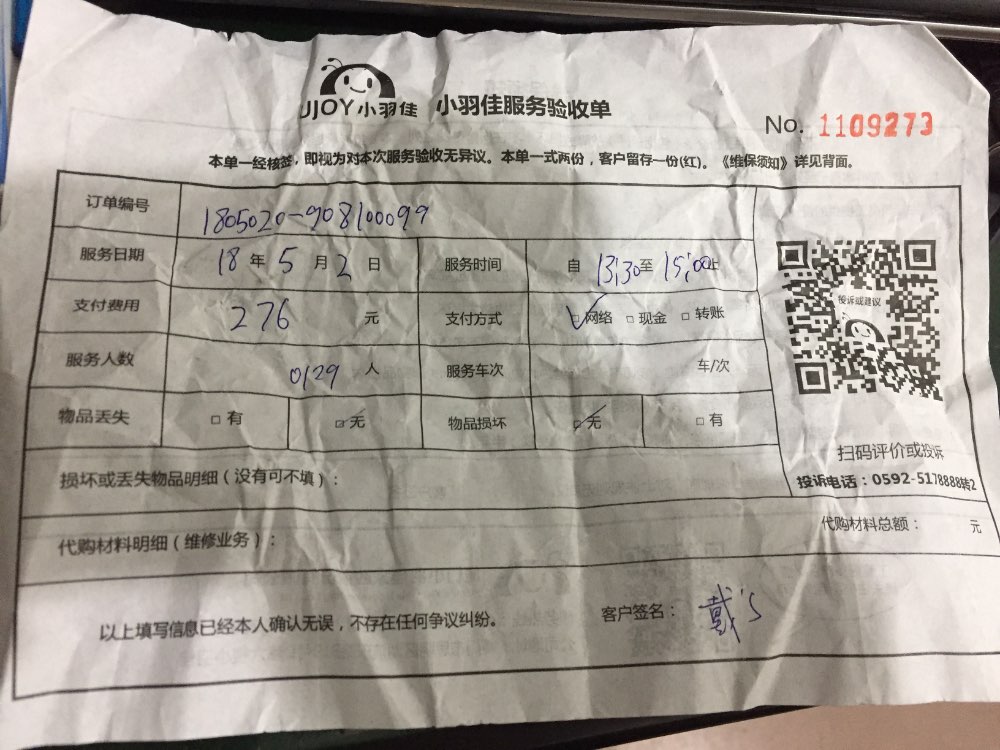 UJOY 小羽佳 小羽佳服务验收单
No. 1109273
本单一经核签，即视为对本次服务验收无异议。本单一式两份，客户留存一份(红)。《维保须知》详见背面。
订单编号 1805020-908100099
服务日期 18 年 5 月 2 日 服务时间 自 13:30 至 15:00止
支付费用 276 元 支付方式 □网络 □现金 □转账
服务人数 0129 人 服务车次 车/次
物品丢失 □有 □无 物品损坏 □无 □有
投诉或建议
扫码评价或投诉
投诉电话：0592-5178888转2
损坏或丢失物品明细（没有可不填）：
代购材料明细（维修业务）： 代购材料总额： 元
以上填写信息已经本人确认无误，不存在任何争议纠纷。 客户签名： 戴's